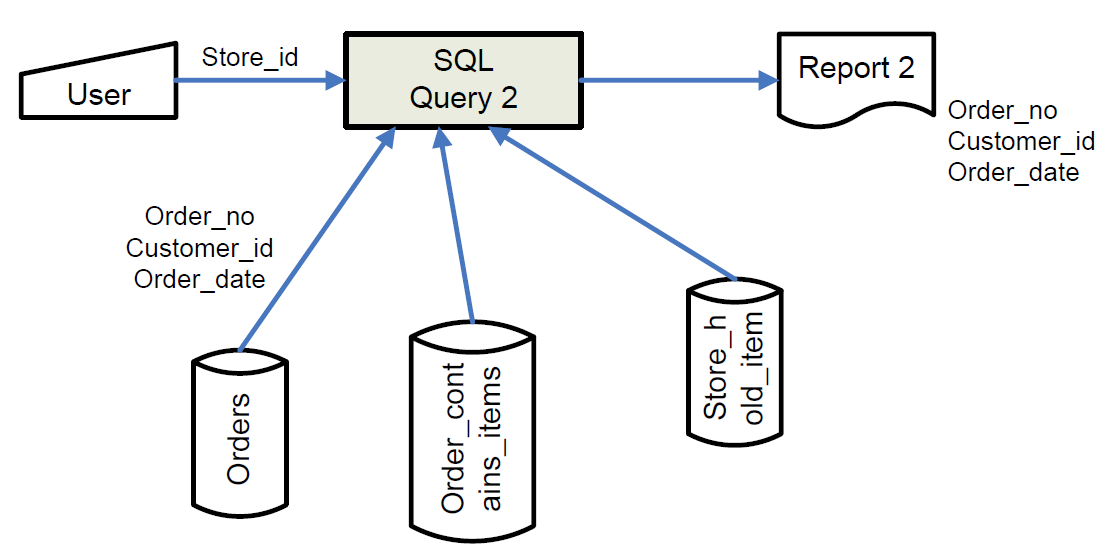 User
Store_id
SQL
Query 2
Report 2
Order_no
Customer_id
Order_date
Order_no
Customer_id
Order_date
Orders
Order_cont
ains_items
Store_h
old_item